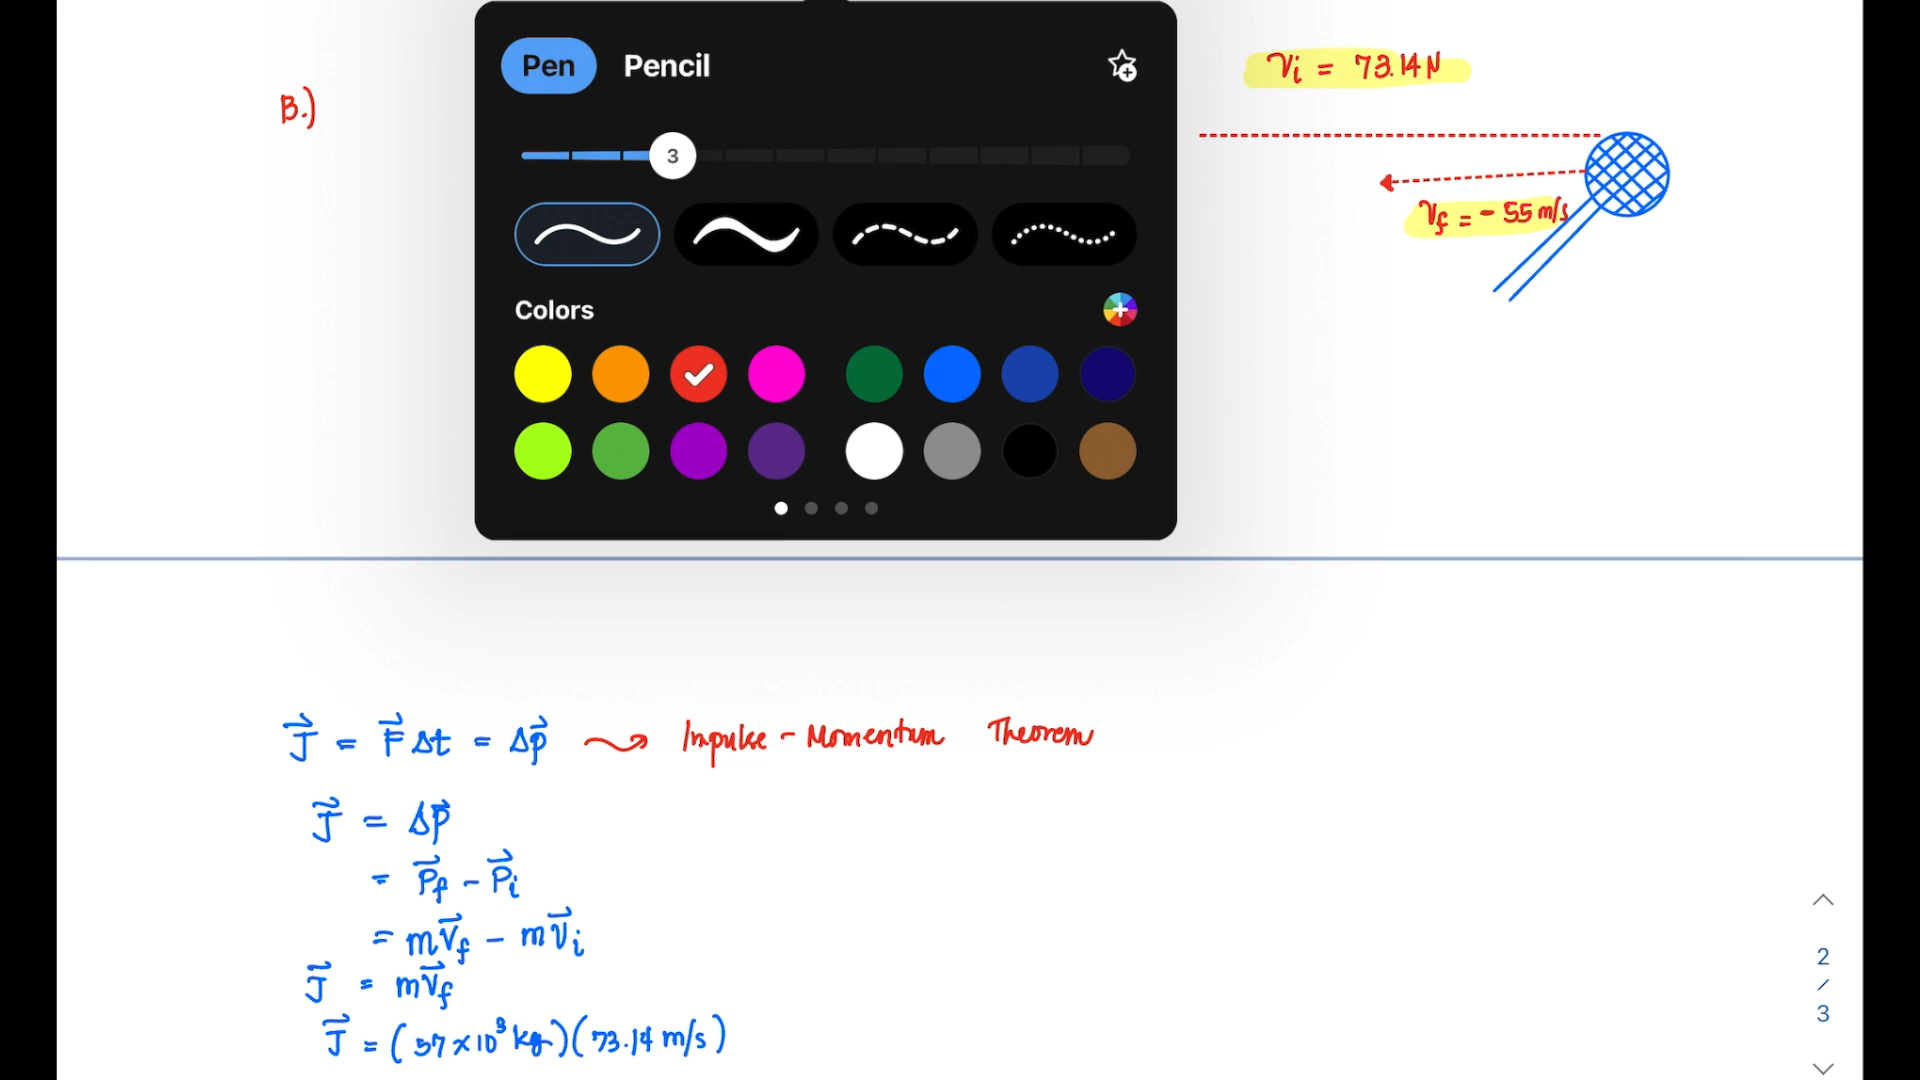 Pen Pencil
3
Colors
B.)
Vi = 73.14 N
Vf = - 55 m/s
J⃗ = F⃗ Δt = Δp⃗ ⤳ Impulse - Momentum Theorem
J⃗ = Δp⃗
= P⃗f - P⃗i
= mV⃗f - mV⃗i
J⃗ = mV⃗f
J⃗ = (57 x 10³ kg)(73.14 m/s)
2
/
3